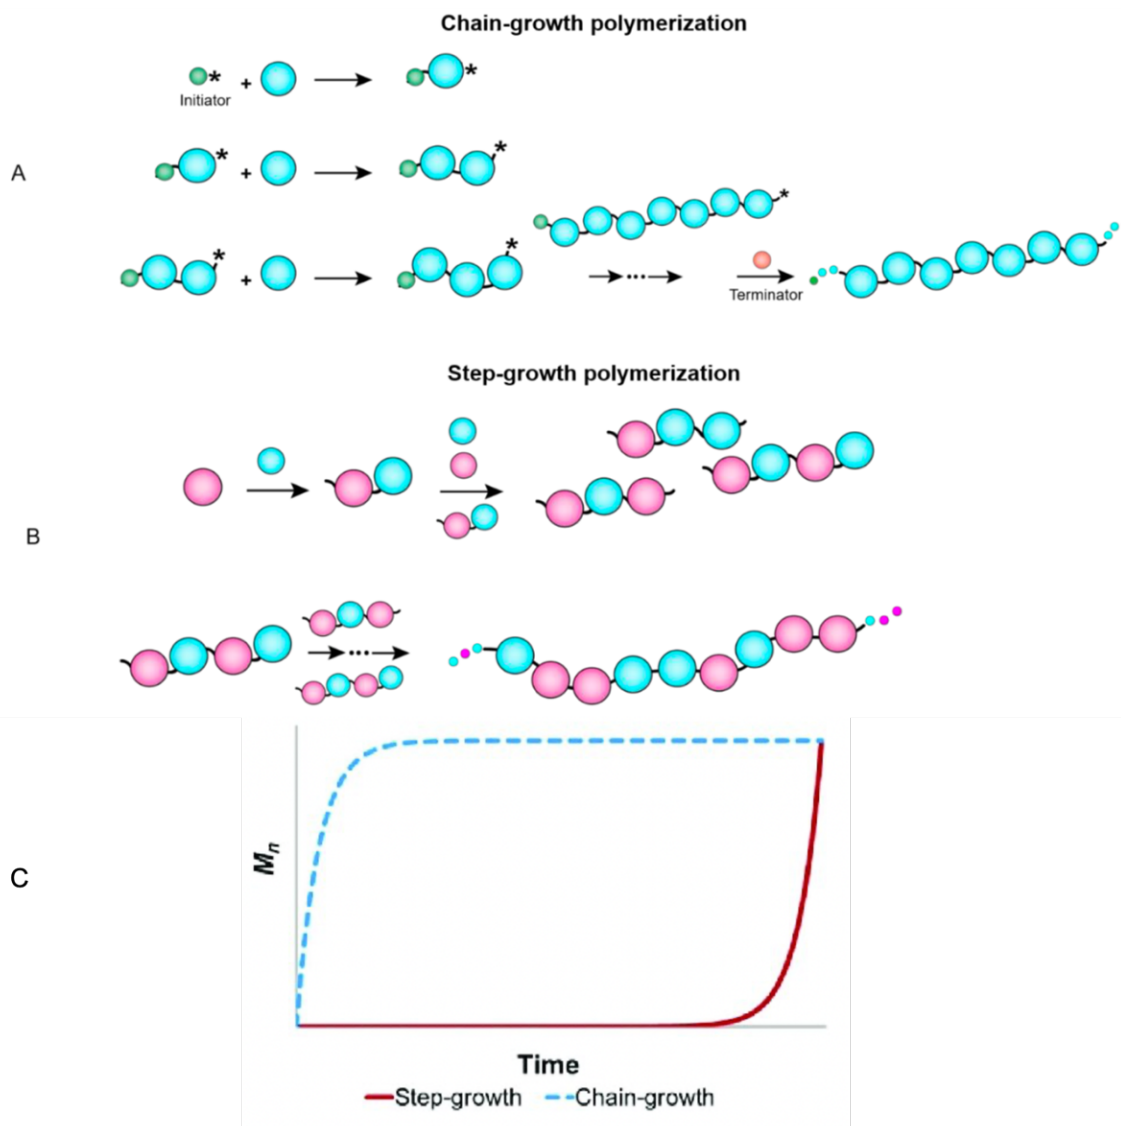 Chain-growth polymerization
* + *
Initiator
A
* + *
*
* + *
Terminator
Step-growth polymerization
B
C
Mn
Time
Step-growth Chain-growth